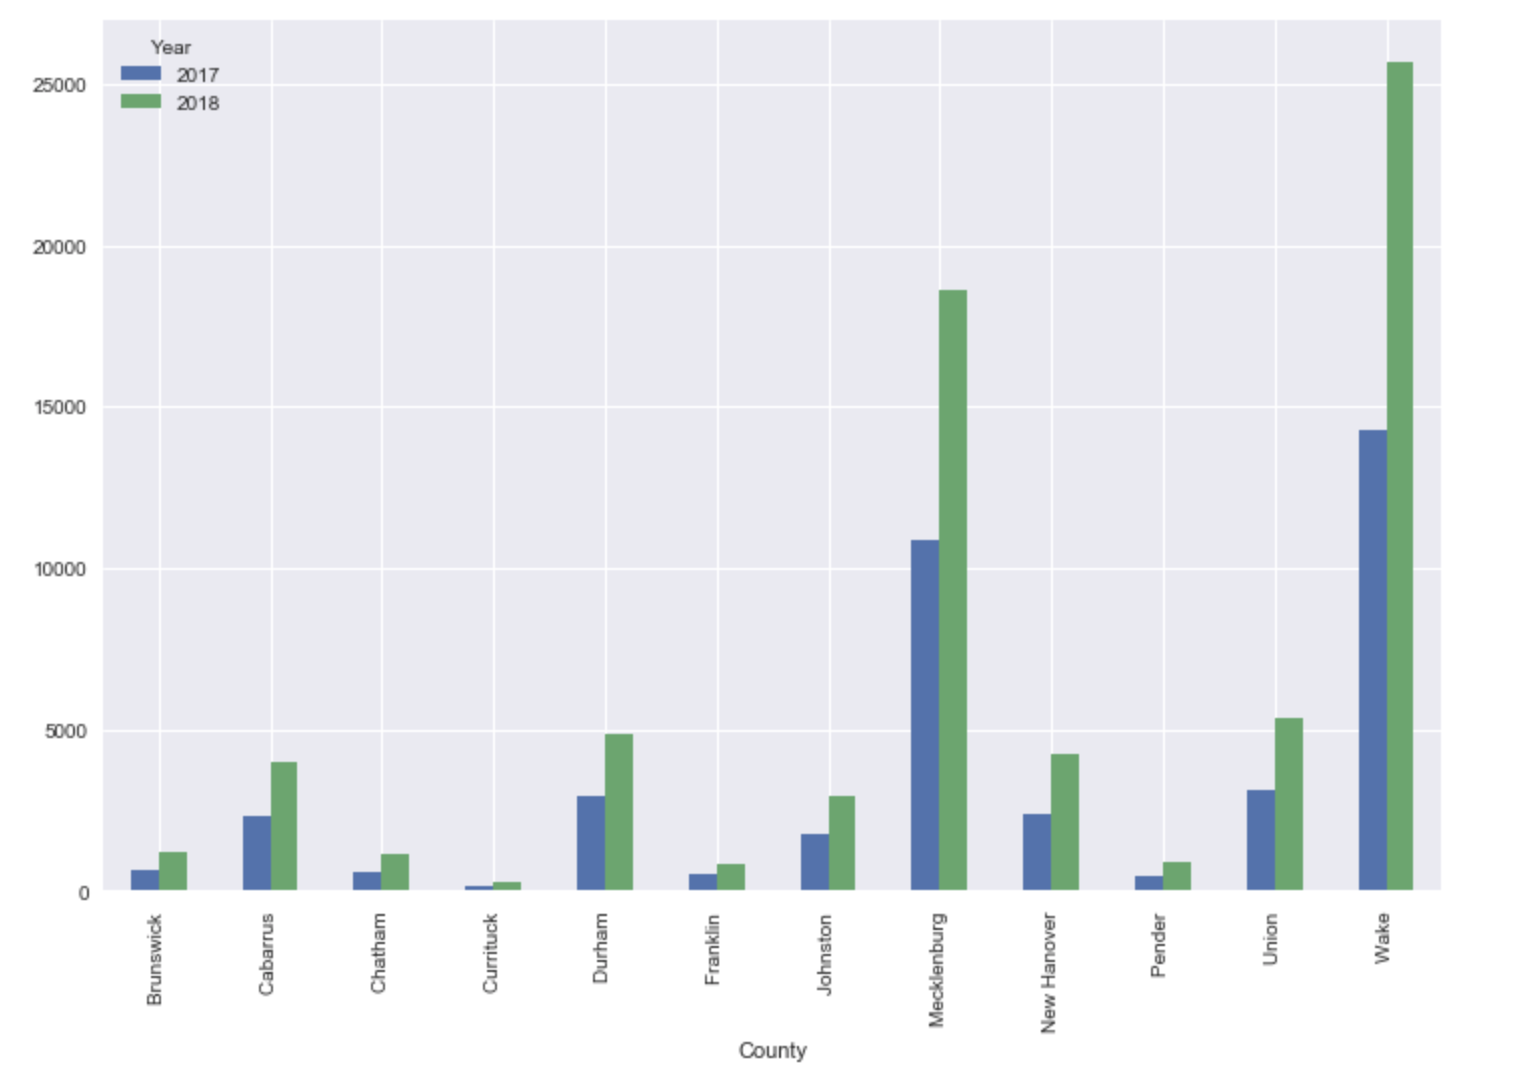 Year
2017
2018
25000
20000
15000
10000
5000
0
Brunswick
Cabarrus
Chatham
Currituck
Durham
Franklin
Johnston
Mecklenburg
New Hanover
Pender
Union
Wake
County